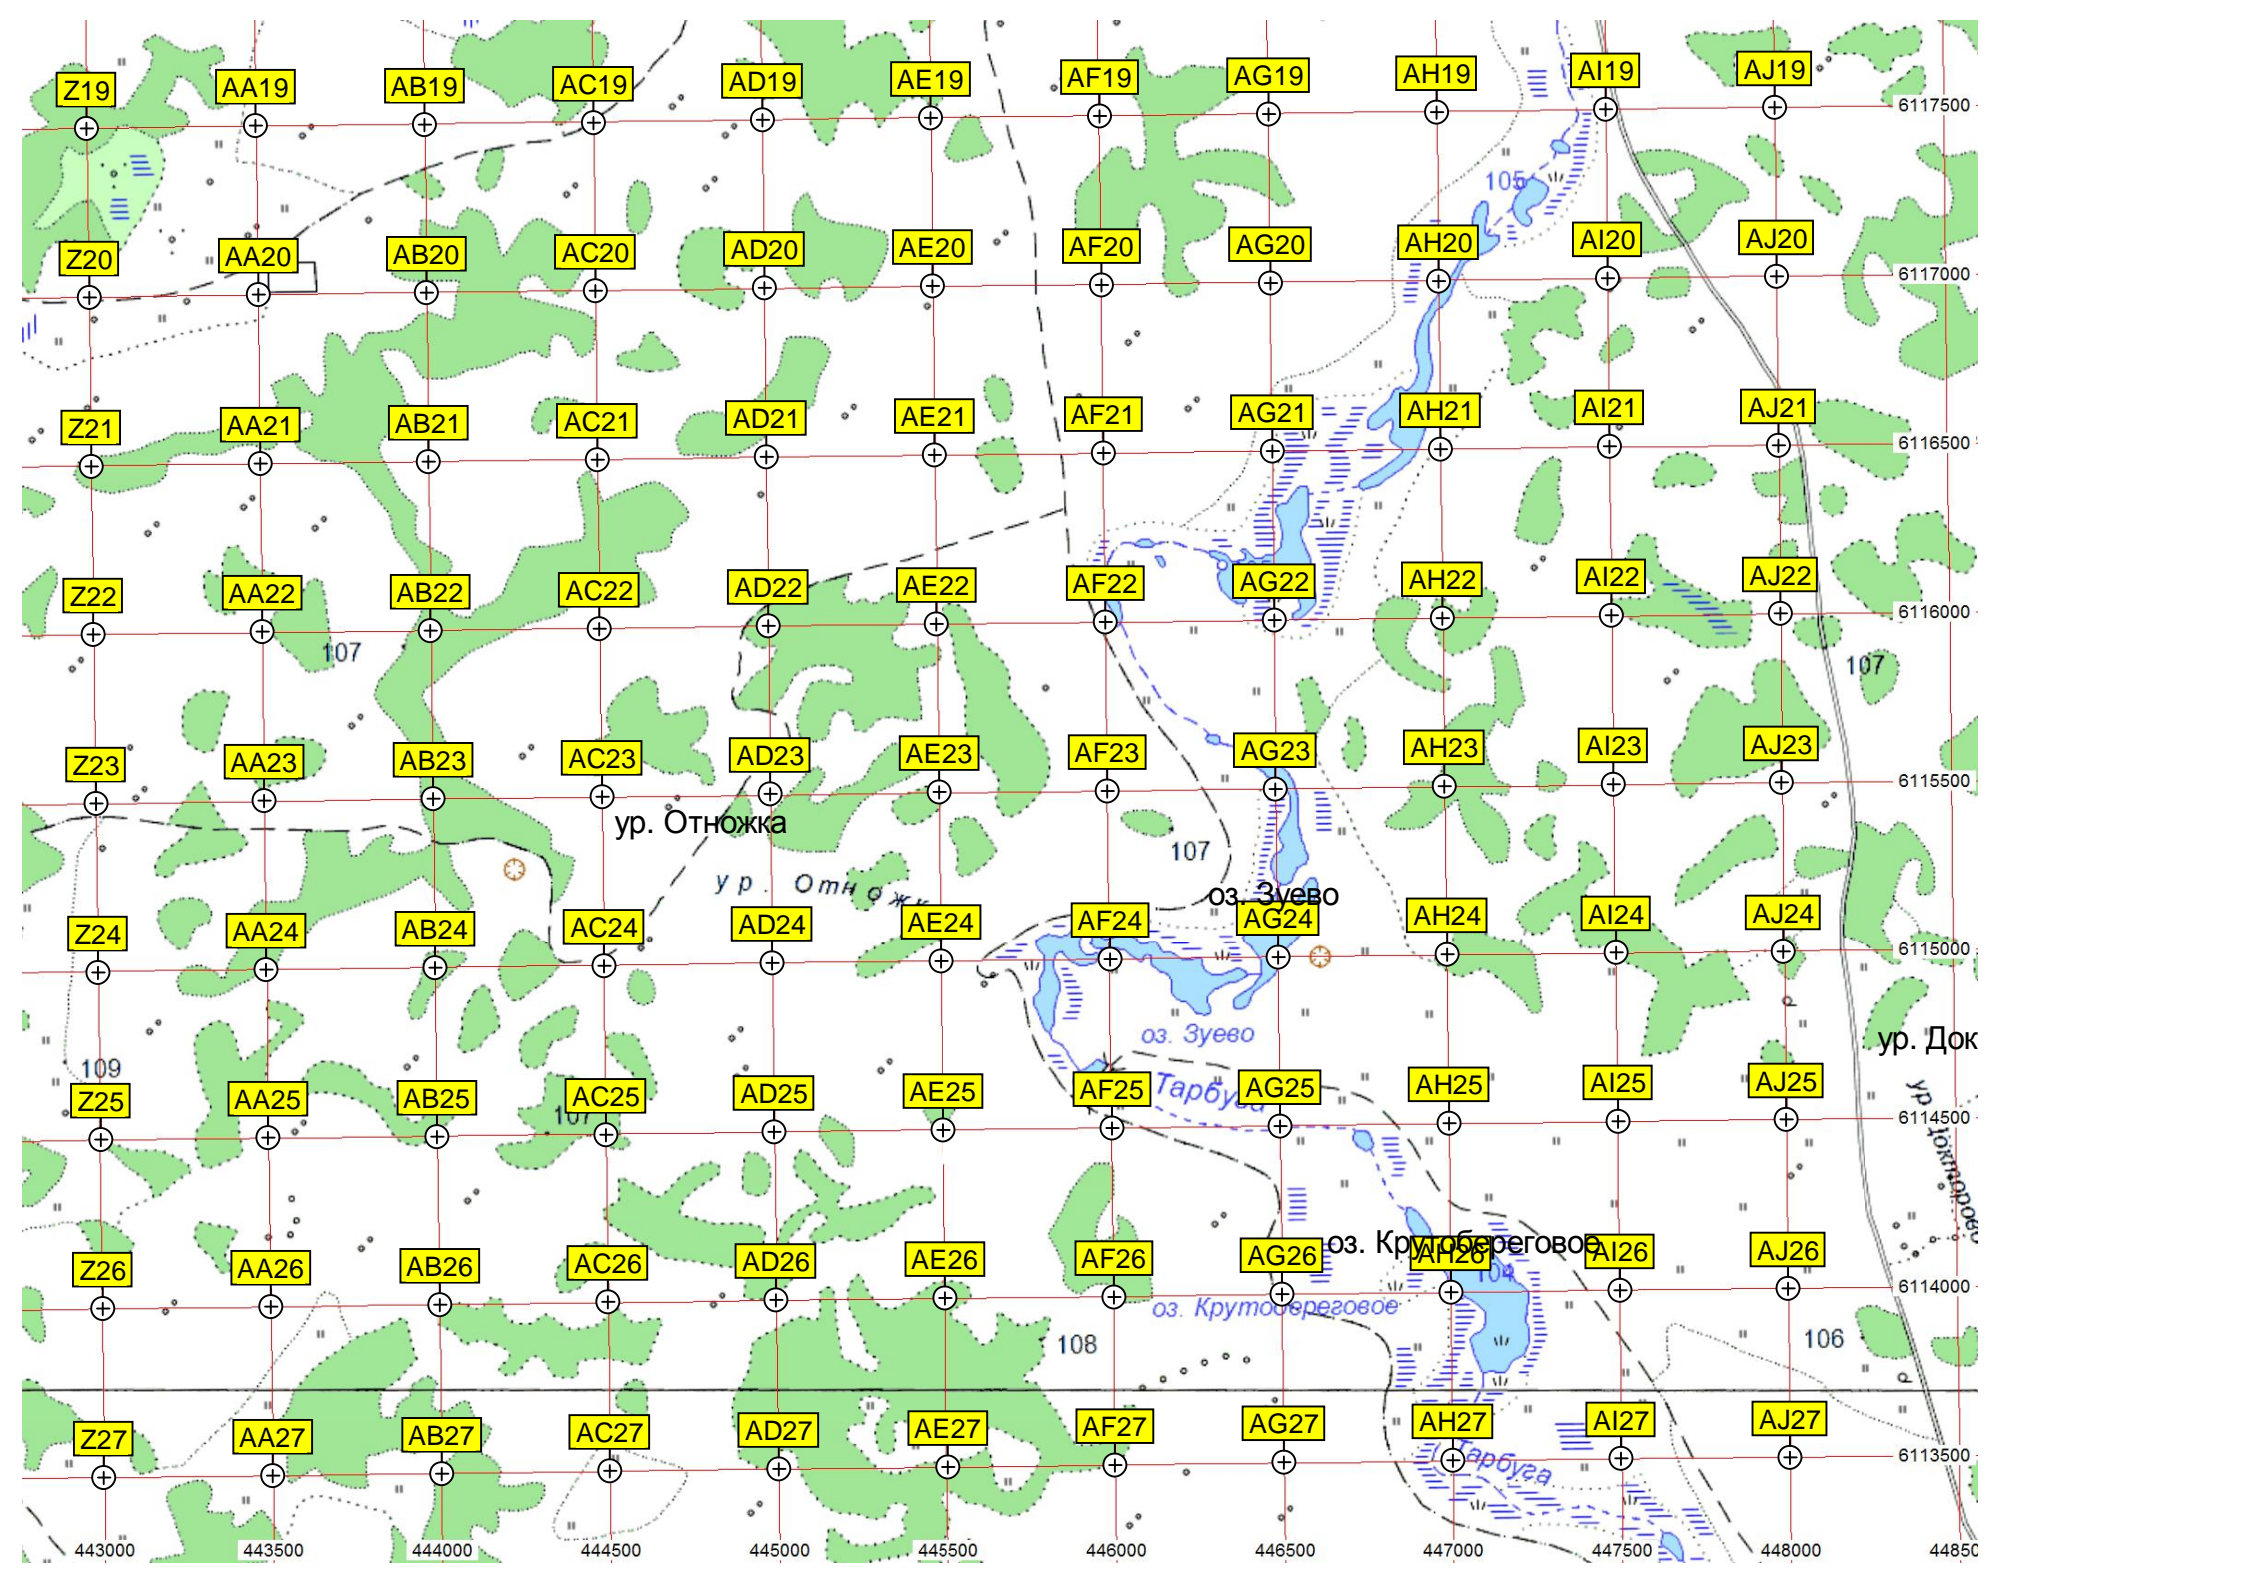 Z19 AA19 AB19 AC19 AD19 AE19 AF19 AG19 AH19 AI19 AJ19
6117500
105
Z20 AA20 AB20 AC20 AD20 AE20 AF20 AG20 AH20 AI20 AJ20
6117000
Z21 AA21 AB21 AC21 AD21 AE21 AF21 AG21 AH21 AI21 AJ21
6116500
Z22 AA22 AB22 AC22 AD22 AE22 AF22 AG22 AH22 AI22 AJ22
6116000
107
107
Z23 AA23 AB23 AC23 AD23 AE23 AF23 AG23 AH23 AI23 AJ23
6115500
ур. Отножка
107
ур. Отножк
оз. Зуево
Z24 AA24 AB24 AC24 AD24 AE24 AF24 AG24 AH24 AI24 AJ24
6115000
р
оз. Зуево
ур. Док
109
Z25 AA25 AB25 AC25 AD25 AE25 AF25 AG25 AH25 AI25 AJ25
Тарбуга
107
6114500
ур. Докторово
оз. Крутобереговое
Z26 AA26 AB26 AC26 AD26 AE26 AF26 AG26 AH26 AI26 AJ26
104
6114000
оз. Крутобереговое
108
106
р
Z27 AA27 AB27 AC27 AD27 AE27 AF27 AG27 AH27 AI27 AJ27
6113500
Тарбуга
443000 443500 444000 444500 445000 445500 446000 446500 447000 447500 448000 44850